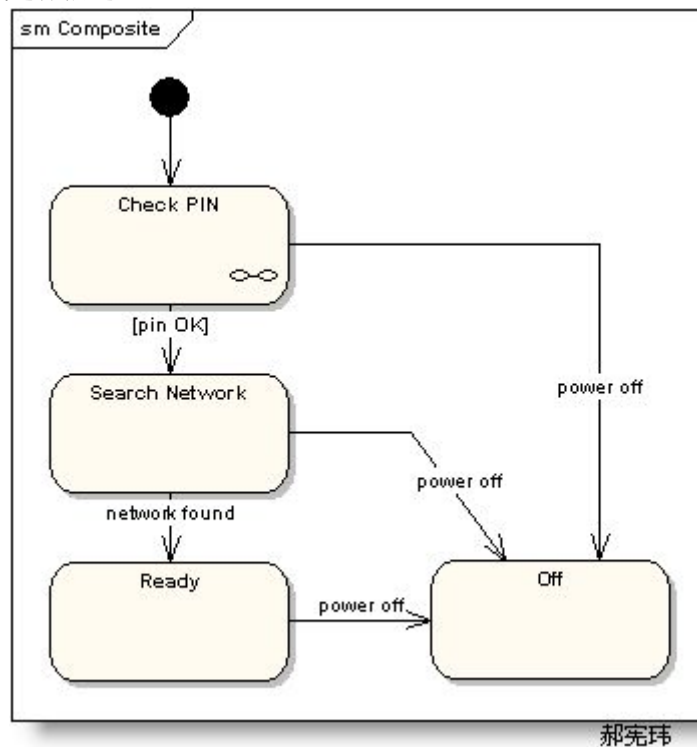 sm Composite
Check PIN
[pin OK]
Search Network
power off
power off
network found
Ready
Off
power off
郝宪玮